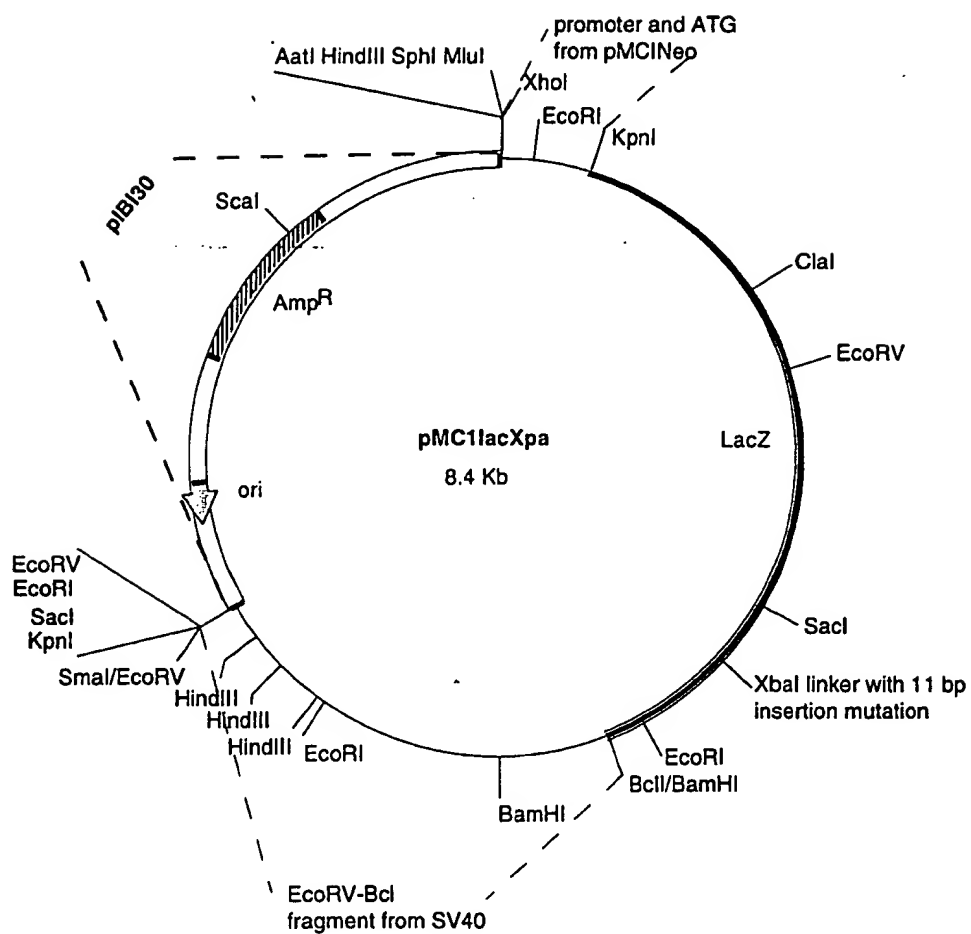 promoter and ATG
from pMCINeo
AatI HindIII SphI MluI
XhoI
EcoRI
KpnI
pIBI30
ScaI
AmpR
ClaI
EcoRV
LacZ
pMC1lacXpa
8.4 Kb
ori
EcoRV
EcoRI
SacI
KpnI
SmaI/EcoRV
HindIII
HindIII
HindIII
EcoRI
SacI
XbaI linker with 11 bp
insertion mutation
EcoRI
BclI/BamHI
BamHI
EcoRV-Bcl
fragment from SV40